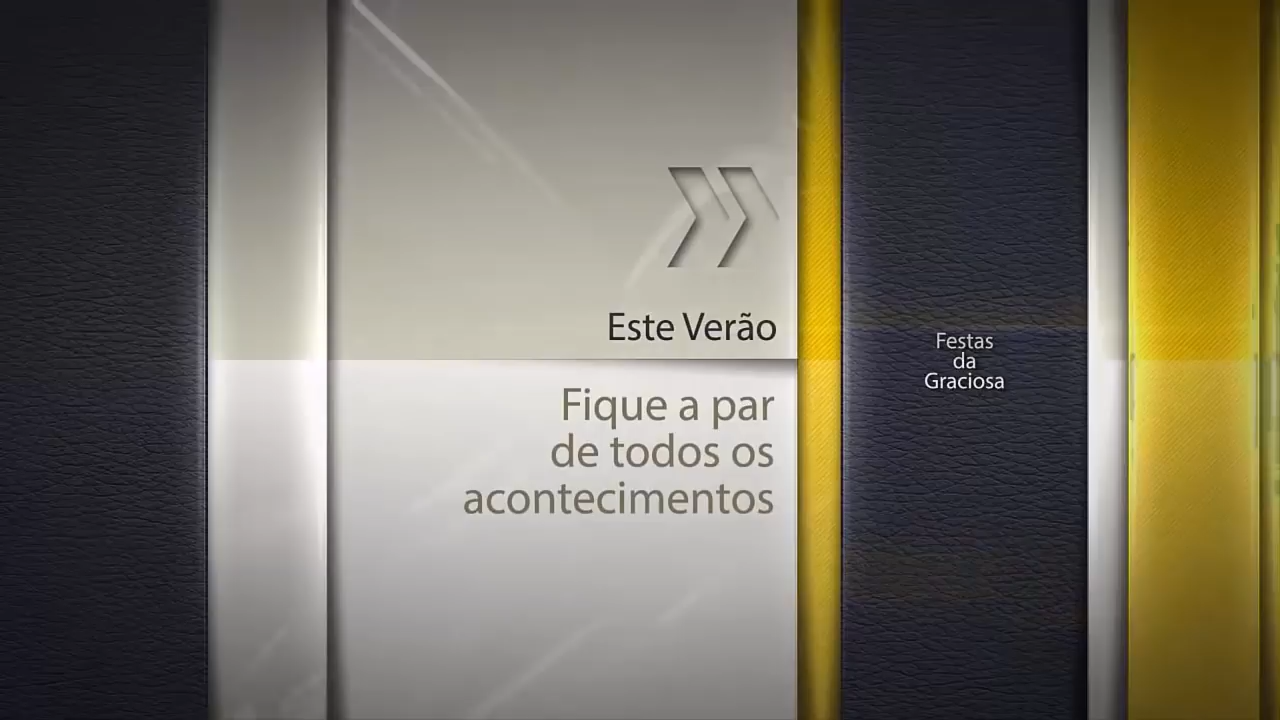 Este Verão
Fique a par
de todos os
acontecimentos
Festas
da
Graciosa